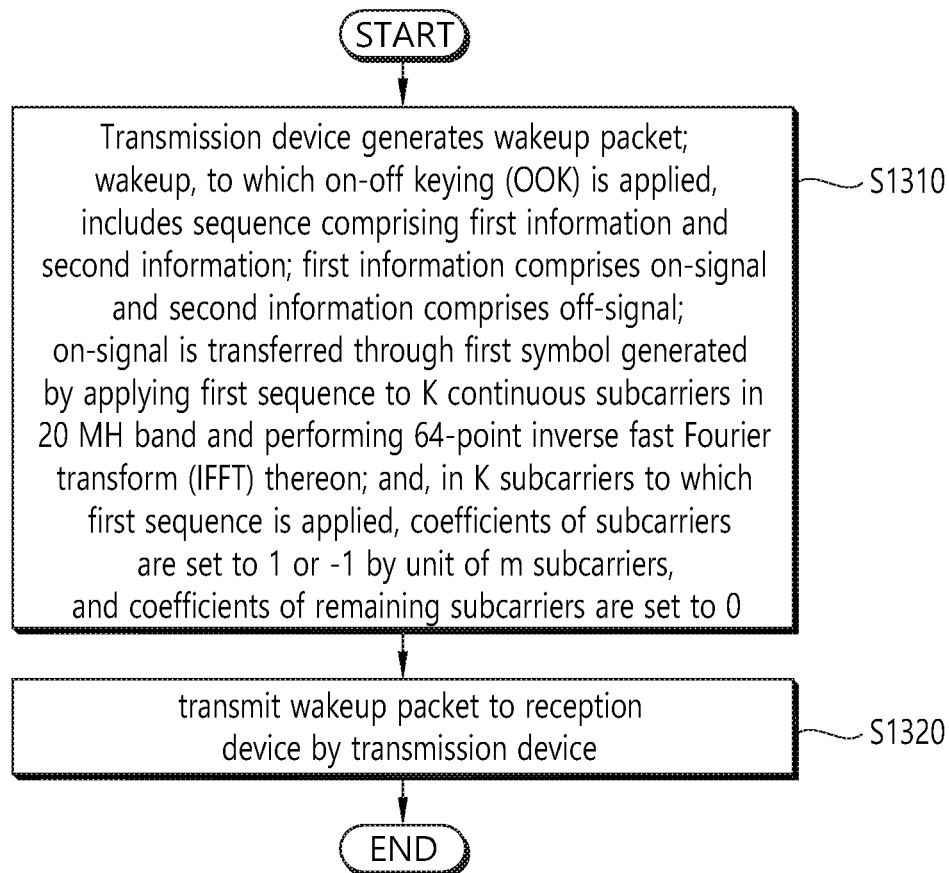 START
Transmission device generates wakeup packet;
wakeup, to which on-off keying (OOK) is applied,
includes sequence comprising first information and
second information; first information comprises on-signal
and second information comprises off-signal;
on-signal is transferred through first symbol generated
by applying first sequence to K continuous subcarriers in
20 MH band and performing 64-point inverse fast Fourier
transform (IFFT) thereon; and, in K subcarriers to which
first sequence is applied, coefficients of subcarriers
are set to 1 or -1 by unit of m subcarriers,
and coefficients of remaining subcarriers are set to 0
S1310
transmit wakeup packet to reception
device by transmission device
S1320
END